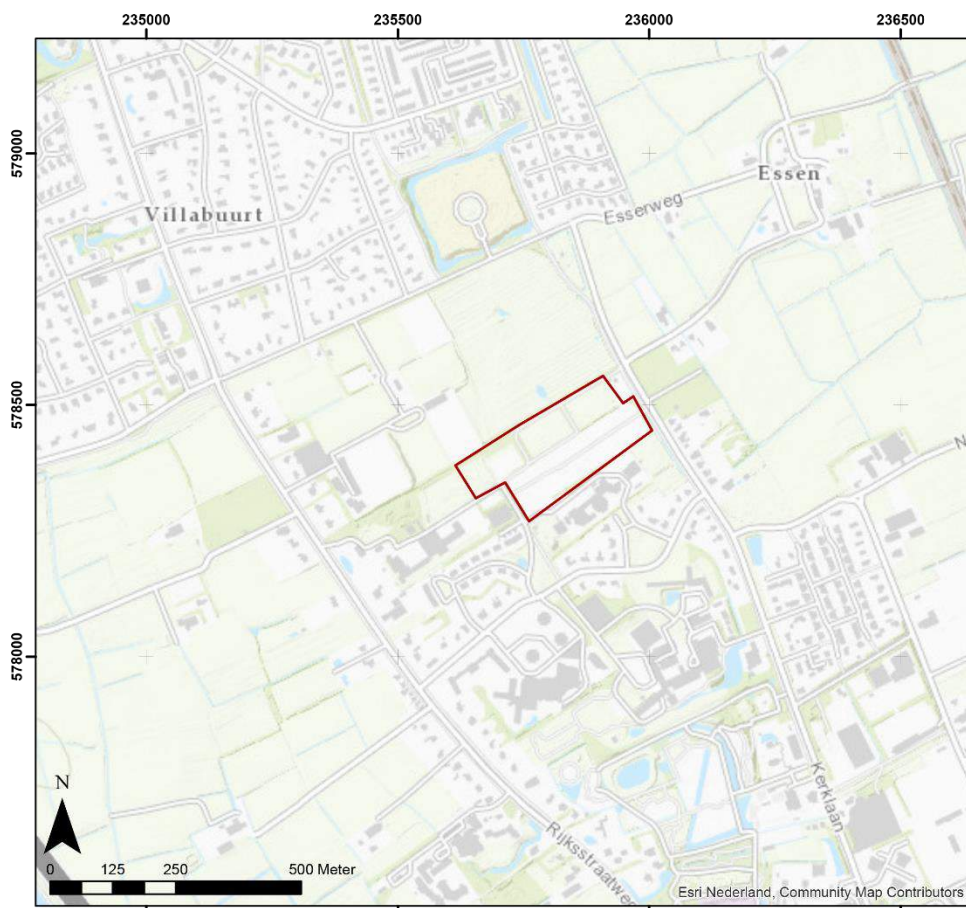 235000
235500
236000
236500
579000
578500
578000
Essen
Villabuurt
Esserweg
N
Kerklaan
Rijksstraatweg
N
0
125
250
500 Meter
Esri Nederland, Community Map Contributors